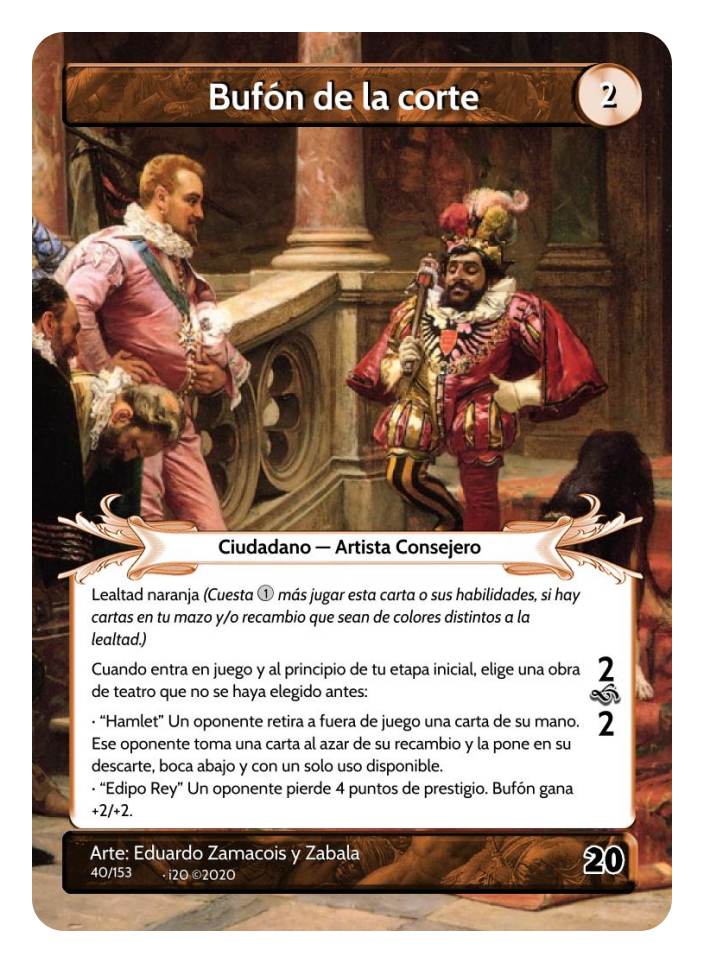 Bufón de la corte
2
Ciudadano — Artista Consejero
Lealtad naranja (Cuesta 1 más jugar esta carta o sus habilidades, si hay
cartas en tu mazo y/o recambio que sean de colores distintos a la
lealtad.)
Cuando entra en juego y al principio de tu etapa inicial, elige una obra
de teatro que no se haya elegido antes:
2
2
· “Hamlet” Un oponente retira a fuera de juego una carta de su mano.
Ese oponente toma una carta al azar de su recambio y la pone en su
descarte, boca abajo y con un solo uso disponible.
· “Edipo Rey” Un oponente pierde 4 puntos de prestigio. Bufón gana
+2/+2.
Arte: Eduardo Zamacois y Zabala
40/153 · i20 ©2020
20